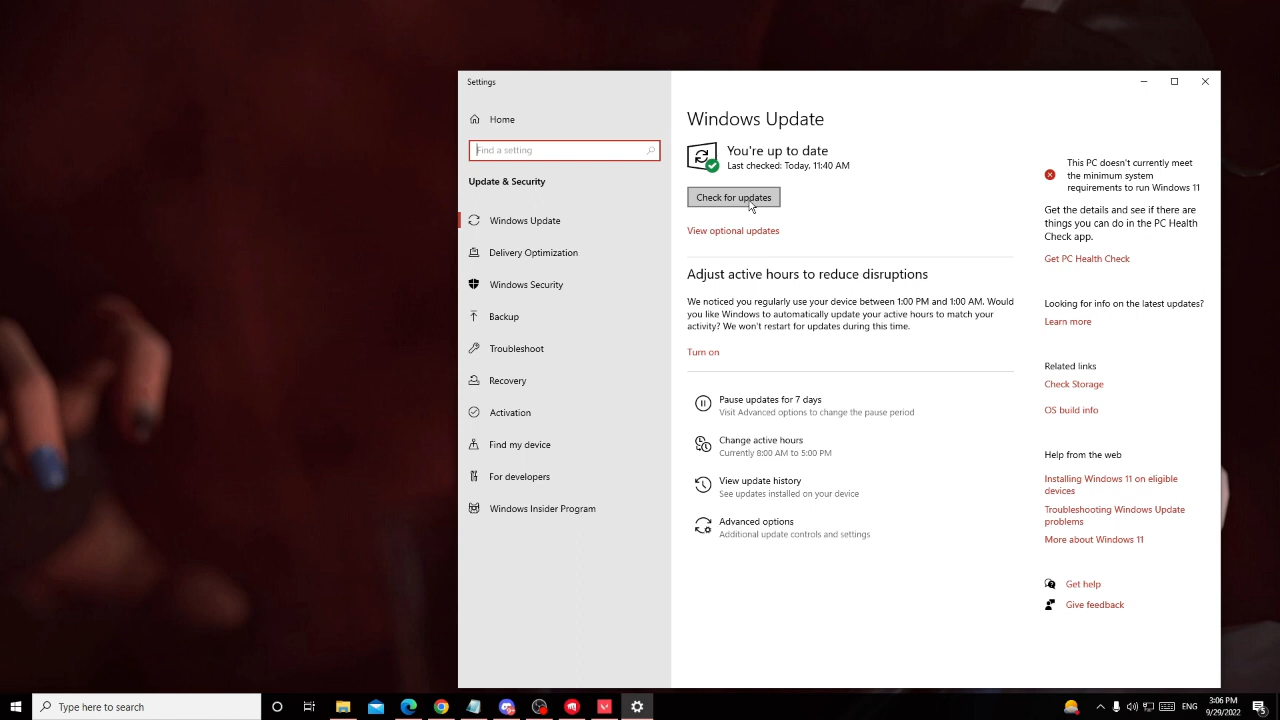 Settings
Home
Find a setting
Update & Security
Windows Update
Delivery Optimization
Windows Security
Backup
Troubleshoot
Recovery
Activation
Find my device
For developers
Windows Insider Program
Windows Update
You're up to date
Last checked: Today, 11:40 AM
Check for updates
View optional updates
Adjust active hours to reduce disruptions
We noticed you regularly use your device between 1:00 PM and 1:00 AM. Would
you like Windows to automatically update your active hours to match your
activity? We won't restart for updates during this time.
Turn on
Pause updates for 7 days
Visit Advanced options to change the pause period
Change active hours
Currently 8:00 AM to 5:00 PM
View update history
See updates installed on your device
Advanced options
Additional update controls and settings
This PC doesn't currently meet
the minimum system
requirements to run Windows 11
Get the details and see if there are
things you can do in the PC Health
Check app.
Get PC Health Check
Looking for info on the latest updates?
Learn more
Related links
Check Storage
OS build info
Help from the web
Installing Windows 11 on eligible
devices
Troubleshooting Windows Update
problems
More about Windows 11
Get help
Give feedback
Type here to search
ENG
3:06 PM
9/29/2022